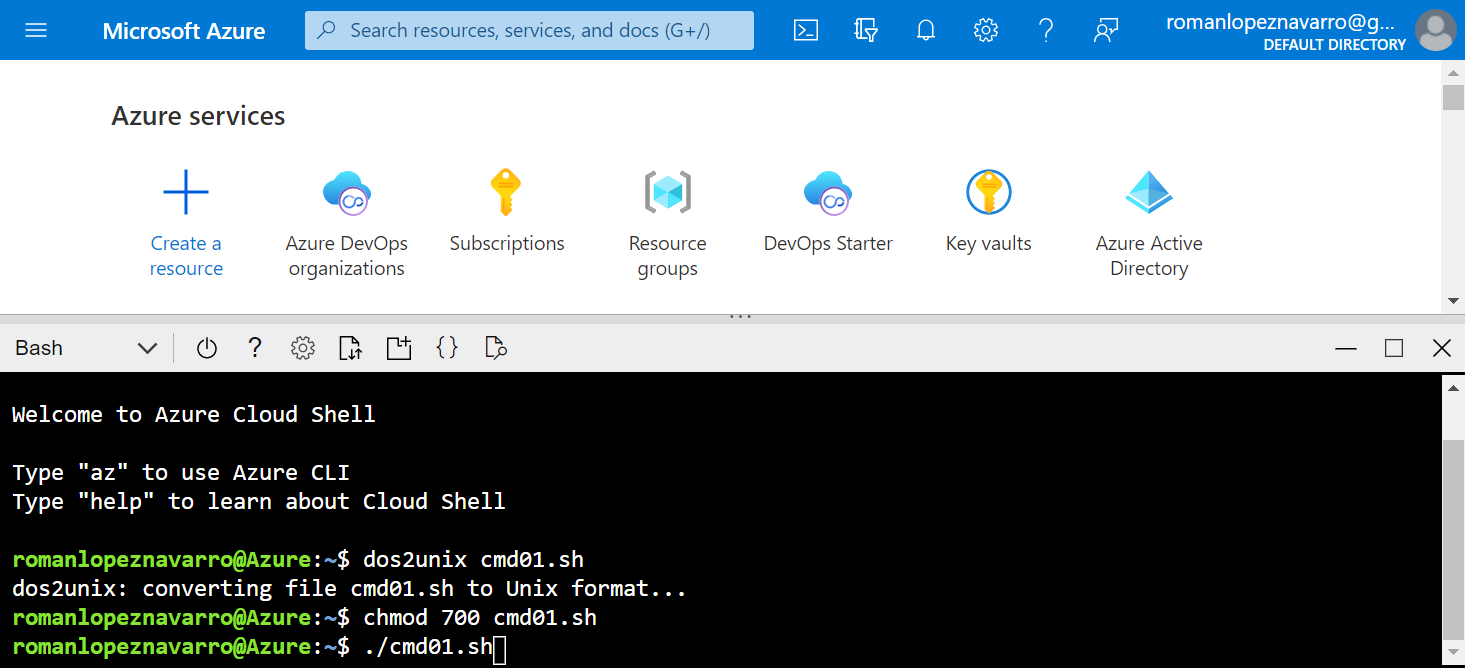 Microsoft Azure
Search resources, services, and docs (G+/)
romanlopeznavarro@g...
DEFAULT DIRECTORY
Azure services
Create a
resource
Azure DevOps
organizations
Subscriptions
Resource
groups
DevOps Starter
Key vaults
Azure Active
Directory
Bash
Welcome to Azure Cloud Shell
Type "az" to use Azure CLI
Type "help" to learn about Cloud Shell
romanlopeznavarro@Azure:~$ dos2unix cmd01.sh
dos2unix: converting file cmd01.sh to Unix format...
romanlopeznavarro@Azure:~$ chmod 700 cmd01.sh
romanlopeznavarro@Azure:~$ ./cmd01.sh